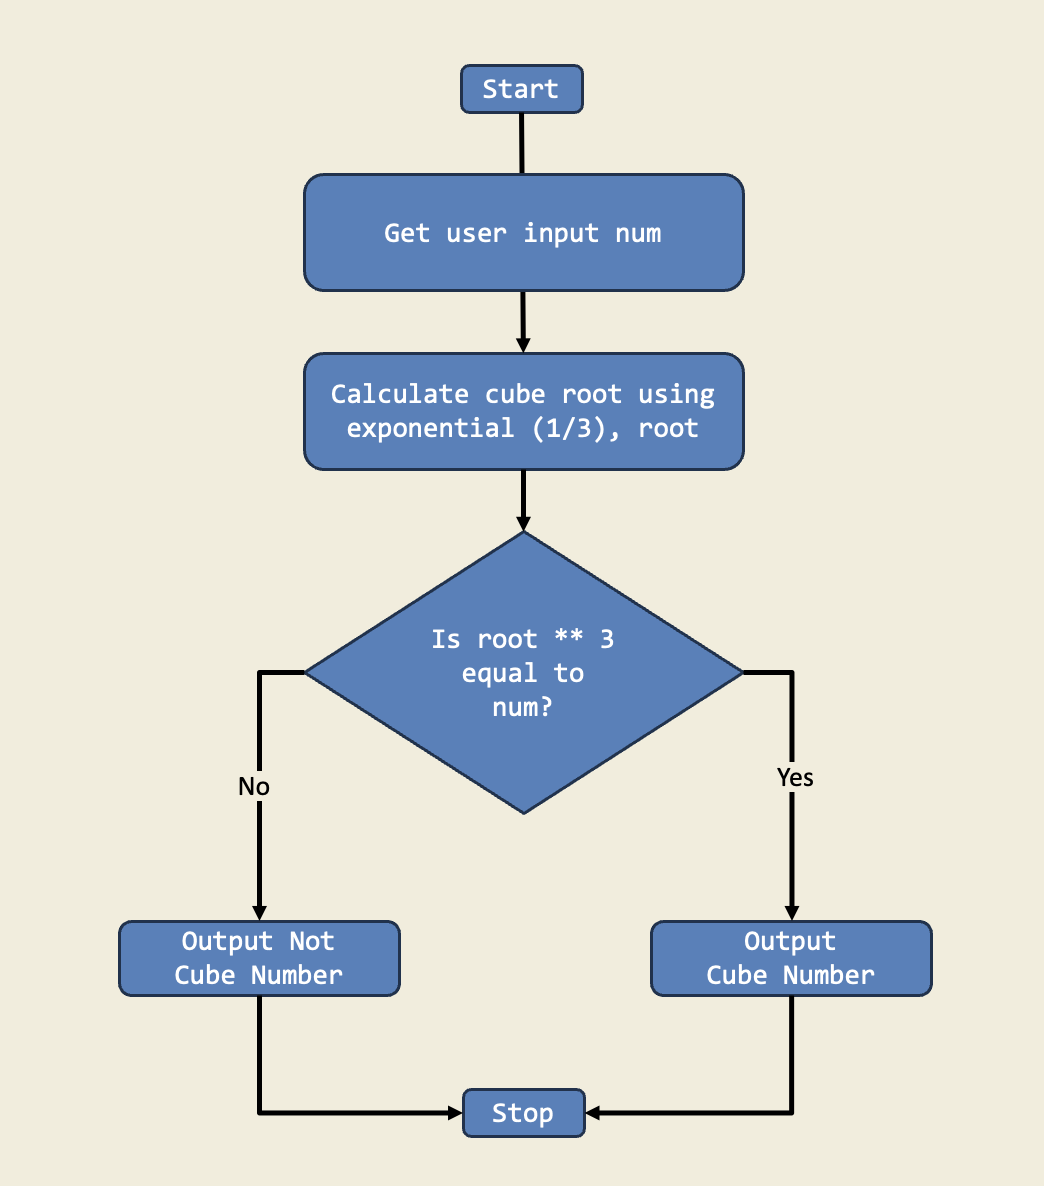 Start
Get user input num
Calculate cube root using
exponential (1/3), root
Is root ** 3
equal to
num?
No
Yes
Output Not
Cube Number
Output
Cube Number
Stop